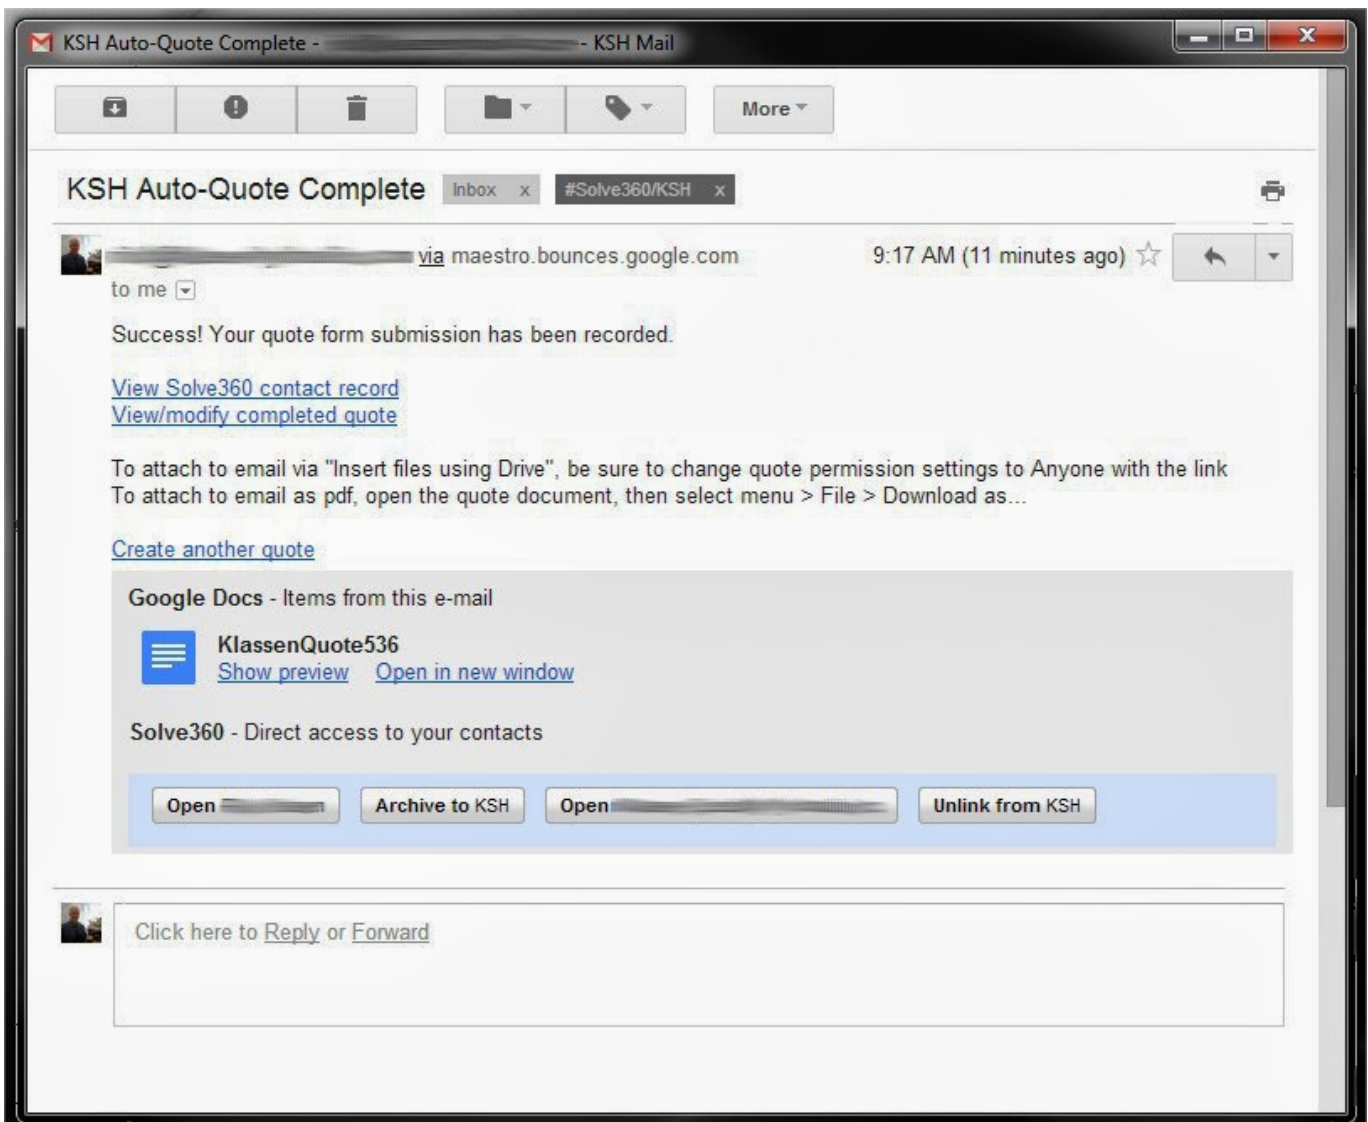 KSH Auto-Quote Complete - - KSH Mail
More
KSH Auto-Quote Complete Inbox x #Solve360/KSH x
via maestro.bounces.google.com 9:17 AM (11 minutes ago)
to me
Success! Your quote form submission has been recorded.
View Solve360 contact record
View/modify completed quote
To attach to email via "Insert files using Drive", be sure to change quote permission settings to Anyone with the link
To attach to email as pdf, open the quote document, then select menu > File > Download as...
Create another quote
Google Docs - Items from this e-mail
KlassenQuote536
Show preview Open in new window
Solve360 - Direct access to your contacts
Open Archive to KSH Open Unlink from KSH
Click here to Reply or Forward